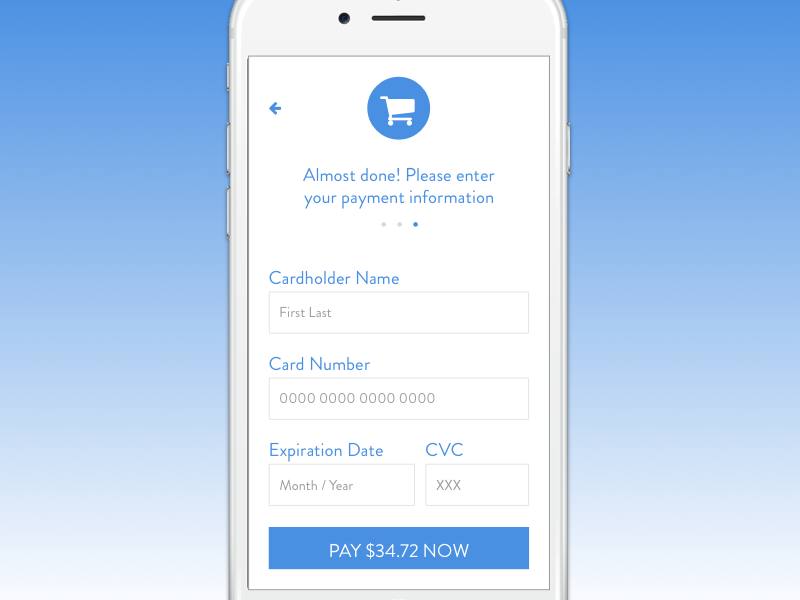 Almost done! Please enter
your payment information
Cardholder Name
First Last
Card Number
0000 0000 0000 0000
Expiration Date CVC
Month / Year XXX
PAY $34.72 NOW